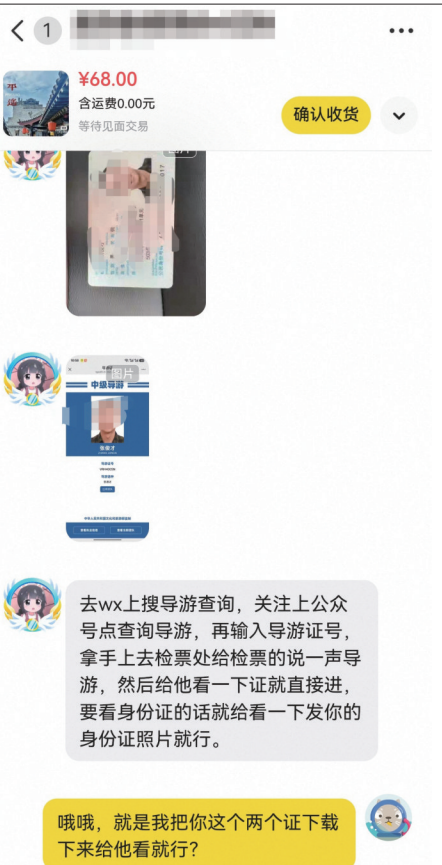 1
¥68.00
含运费0.00元
等待见面交易
确认收货
图片
中级导游
去wx上搜导游查询，关注上公众
号点查询导游，再输入导游证号，
拿手上去检票处给检票的说一声导
游，然后给他看一下证就直接进，
要看身份证的话就给看一下发你的
身份证照片就行。
哦哦，就是我把你这个两个证下载
下来给他看就行？